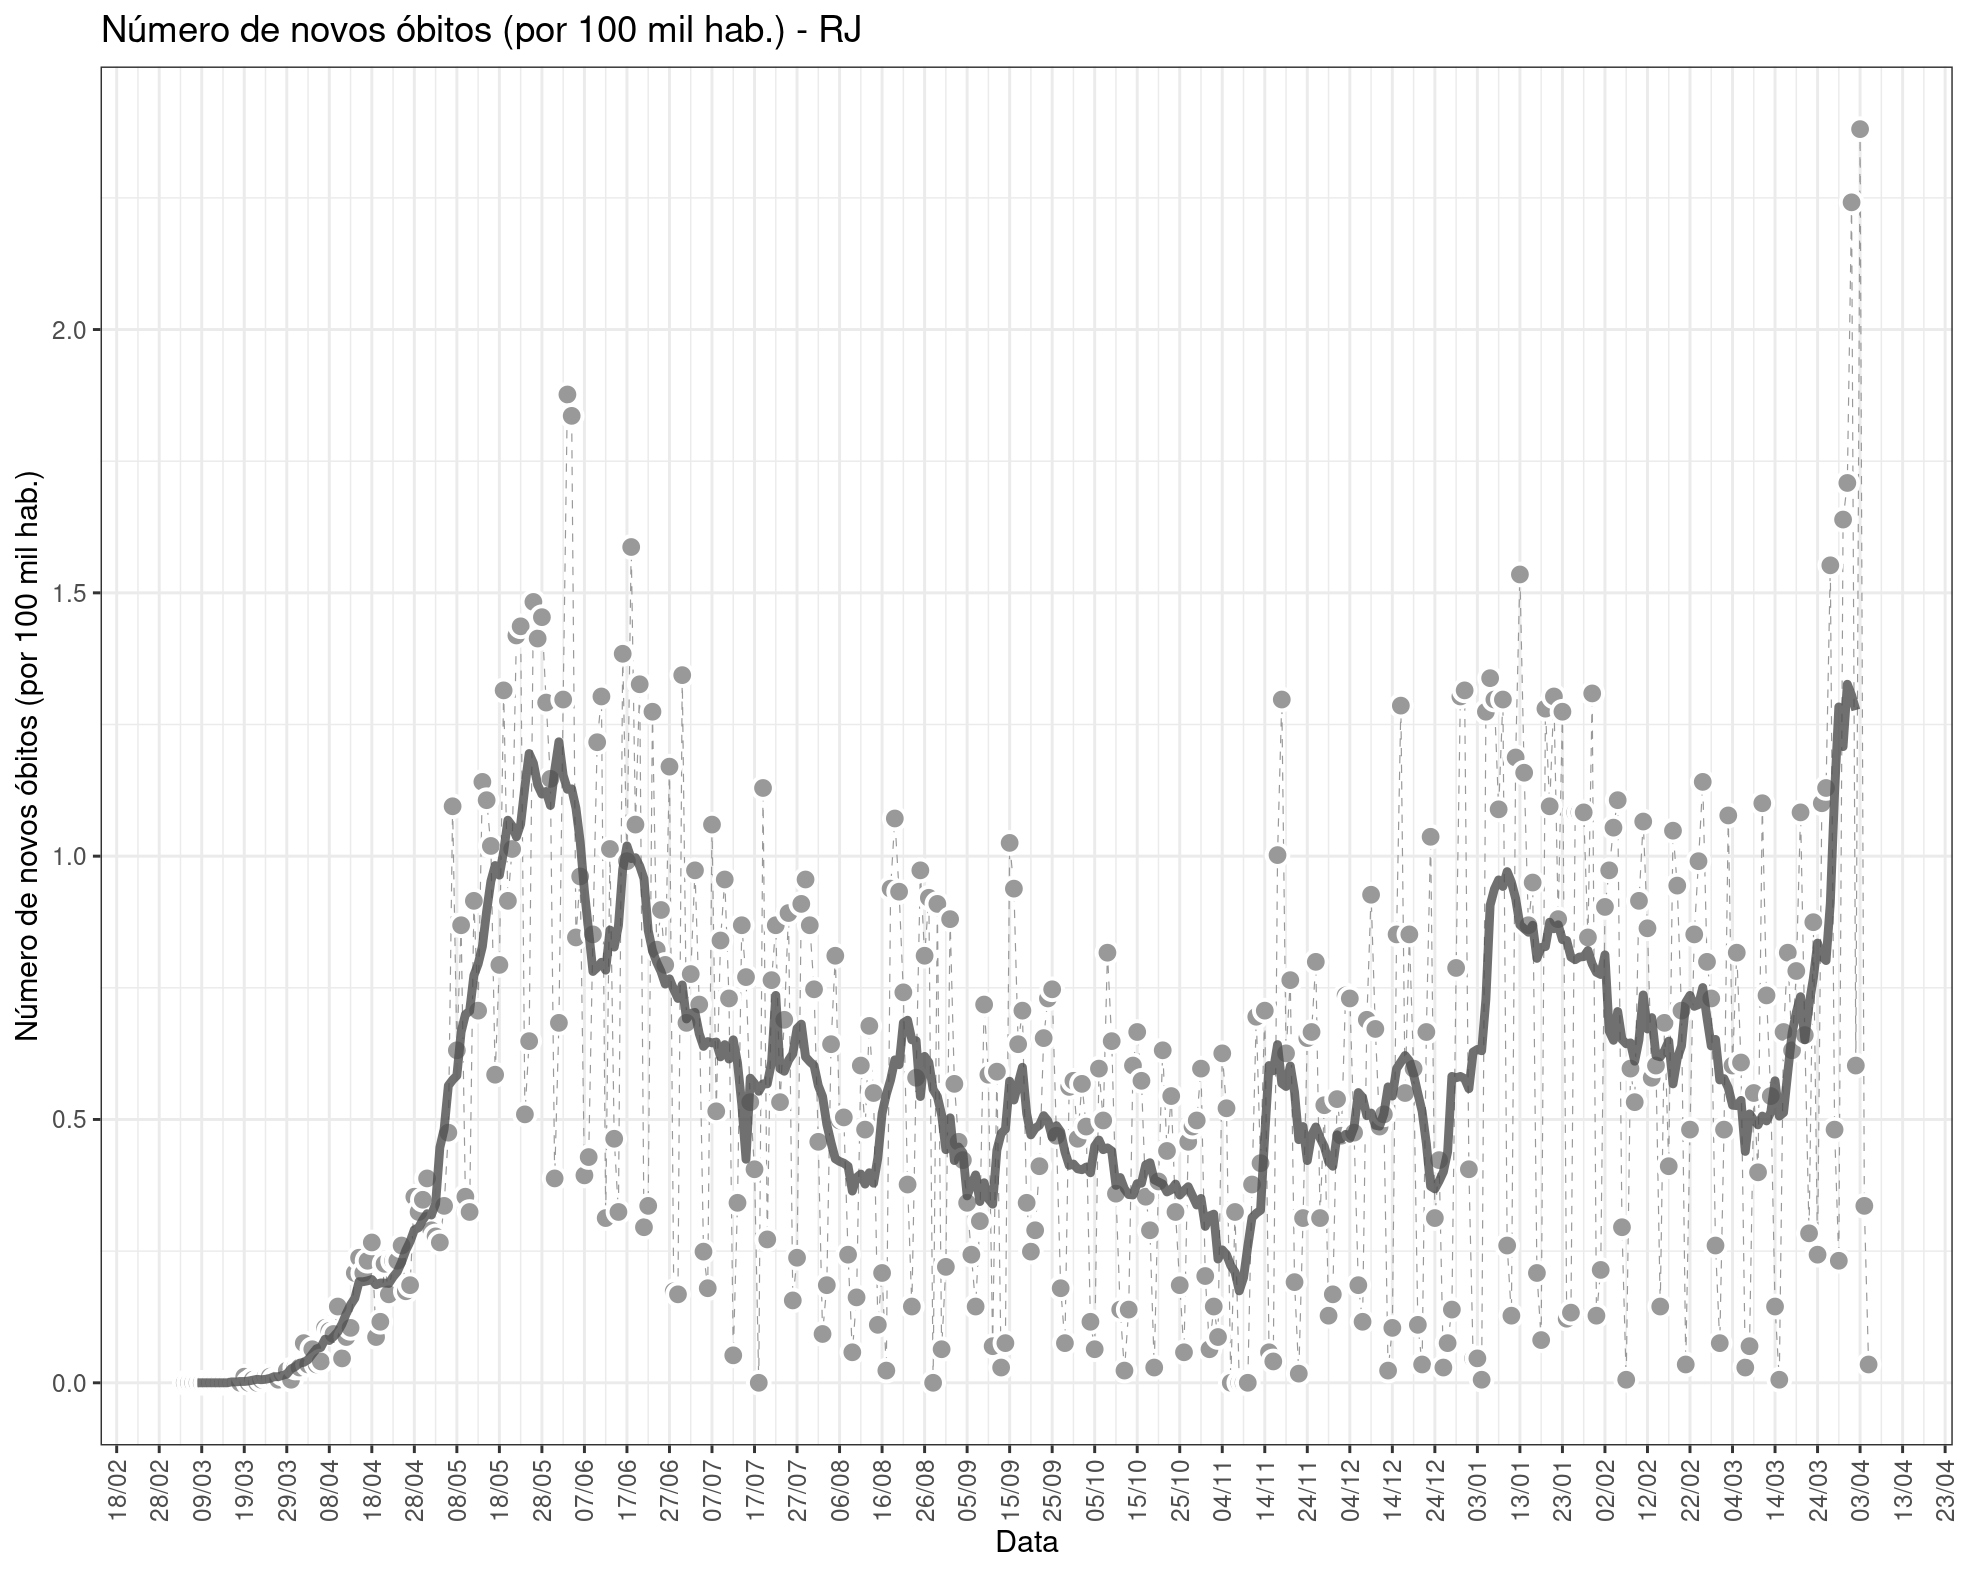 Número de novos óbitos (por 100 mil hab.) - RJ
Número de novos óbitos (por 100 mil hab.)
2.0
1.5
1.0
0.5
0.0
18/02 28/02 09/03 19/03 29/03 08/04 18/04 28/04 08/05 18/05 28/05 07/06 17/06 27/06 07/07 17/07 27/07 06/08 16/08 26/08 05/09 15/09 25/09 05/10 15/10 25/10 04/11 14/11 24/11 04/12 14/12 24/12 03/01 13/01 23/01 02/02 12/02 22/02 04/03 14/03 24/03 03/04 13/04 23/04
Data